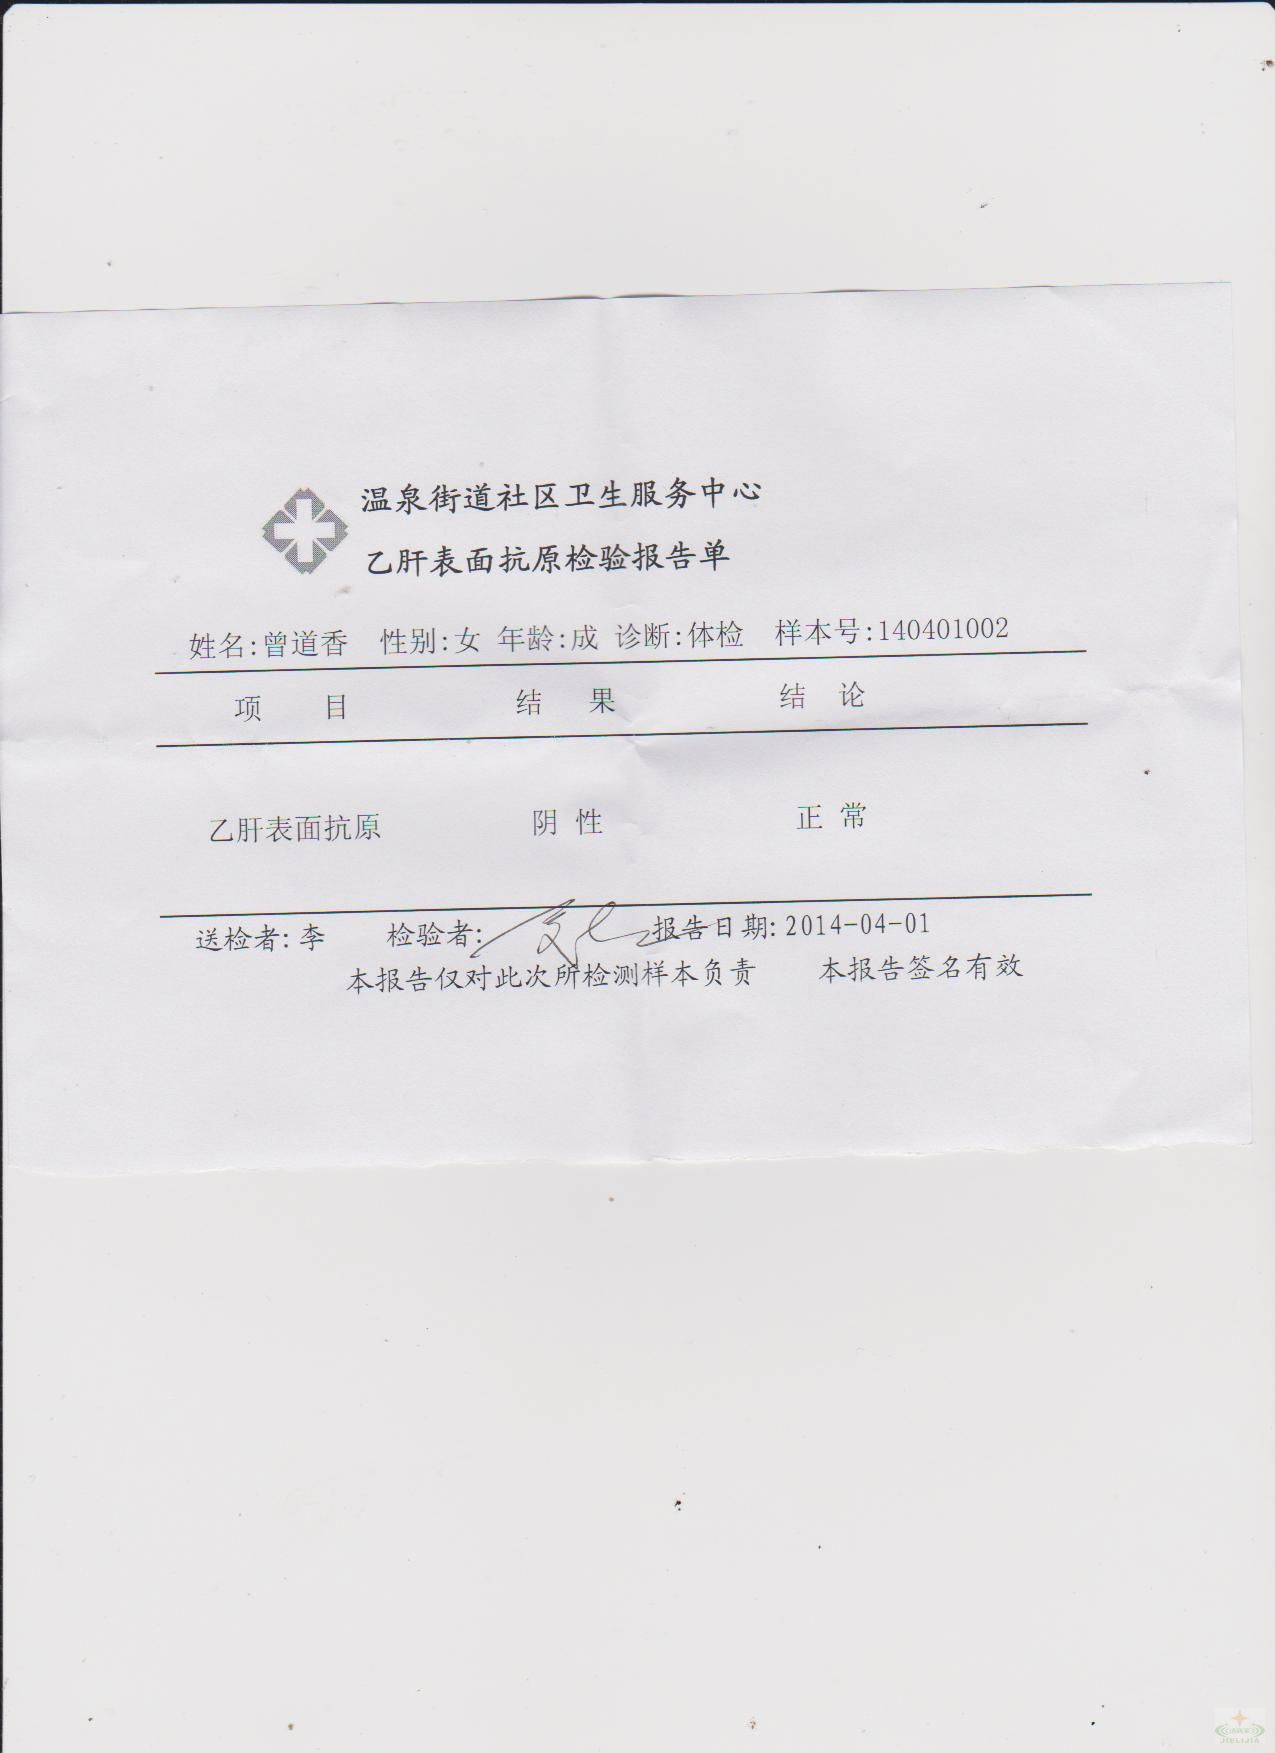 温泉街道社区卫生服务中心
乙肝表面抗原检验报告单
姓名:曾道香 性别:女 年龄:成 诊断:体检 样本号:140401002
项 目 结 果 结 论
乙肝表面抗原 阴 性 正 常
送检者:李 检验者: 报告日期:2014-04-01
本报告仅对此次所检测样本负责 本报告签名有效
JIELIJIA